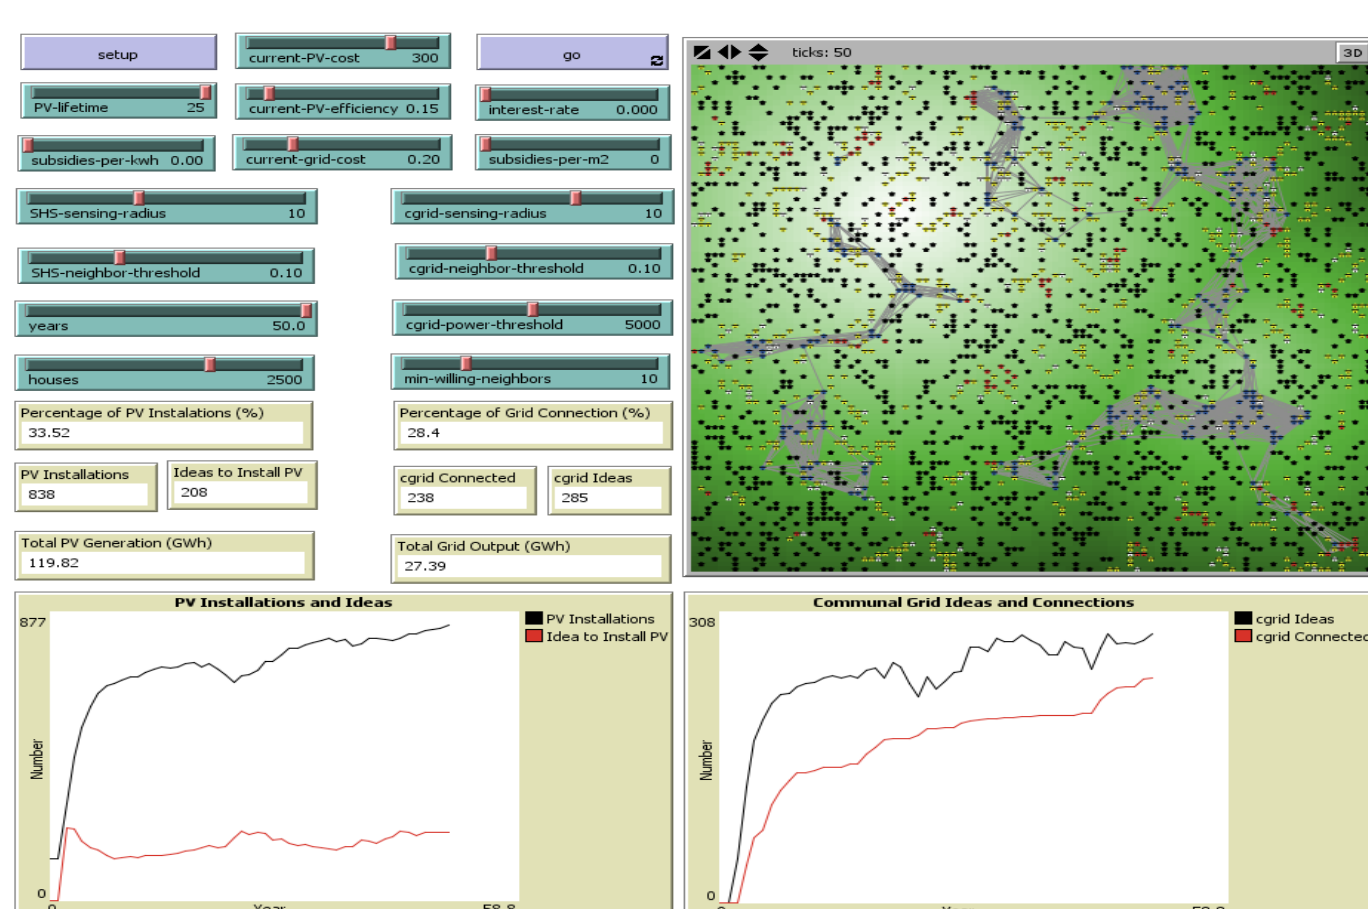 setup
current-PV-cost 300
go
ticks: 50
3D
PV-lifetime 25
current-PV-efficiency 0.15
interest-rate 0.000
subsidies-per-kwh 0.00
current-grid-cost 0.20
subsidies-per-m2 0
SHS-sensing-radius 10
cgrid-sensing-radius 10
SHS-neighbor-threshold 0.10
cgrid-neighbor-threshold 0.10
years 50.0
cgrid-power-threshold 5000
houses 2500
min-willing-neighbors 10
Percentage of PV Instalations (%)
33.52
Percentage of Grid Connection (%)
28.4
PV Installations
838
Ideas to Install PV
208
cgrid Connected
238
cgrid Ideas
285
Total PV Generation (GWh)
119.82
Total Grid Output (GWh)
27.39
PV Installations and Ideas
877
Number
0
0
Year
58.8
PV Installations
Idea to Install PV
Communal Grid Ideas and Connections
308
Number
0
cgrid Ideas
cgrid Connected